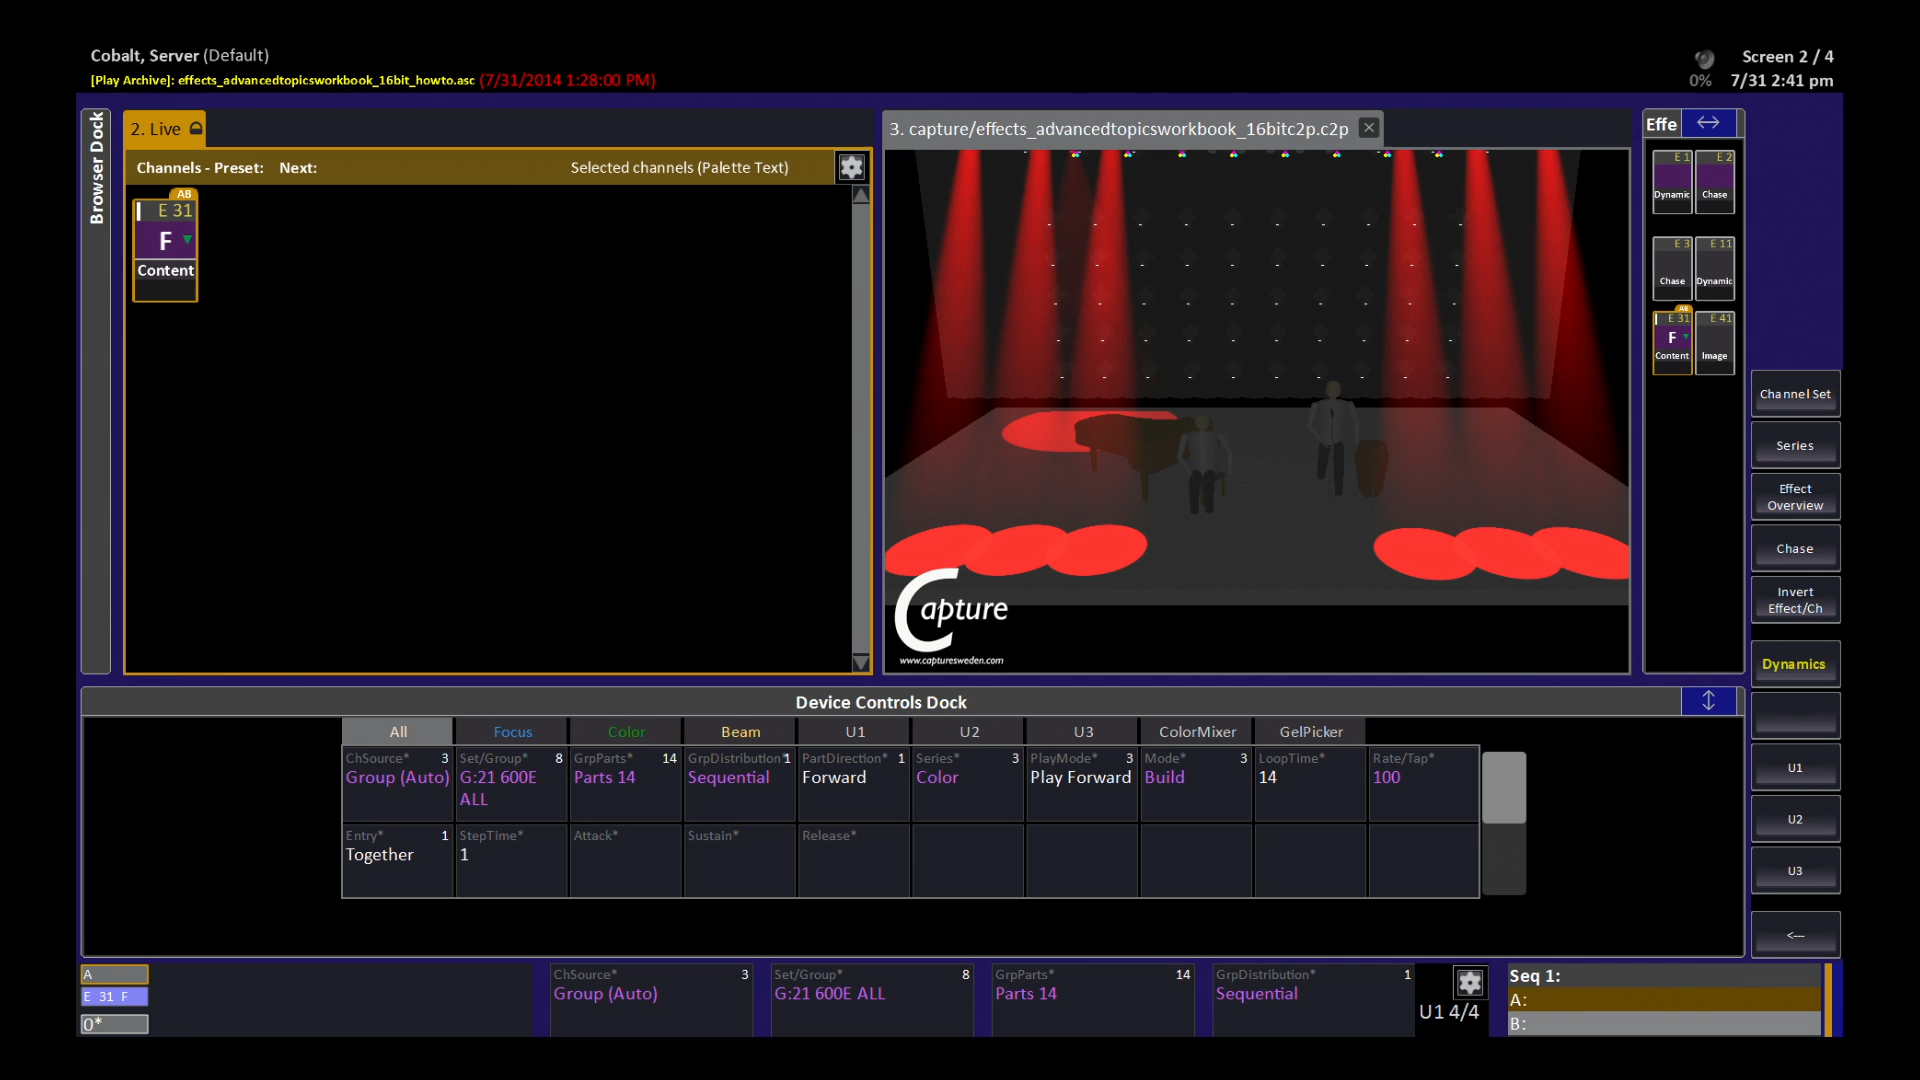 Cobalt, Server (Default)
[Play Archive]: effects_advancedtopicsworkbook_16bit_howto.asc (7/31/2014 1:28:00 PM)
Screen 2 / 4
0% 7/31 2:41 pm
Browser Dock
2. Live
Channels - Preset: Next: Selected channels (Palette Text)
AB
E 31
F
Content
3. capture/effects_advancedtopicsworkbook_16bitc2p.c2p
Capture
www.capturesweden.com
Effe
E 1 E 2
Dynamic Chase
E 3 E 11
Chase Dynamic
AB
E 31 E 41
F
Content Image
Channel Set
Series
Effect
Overview
Chase
Invert
Effect/Ch
Dynamics
U1
U2
U3
<---
Device Controls Dock
All Focus Color Beam U1 U2 U3 ColorMixer GelPicker
ChSource* 3 Set/Group* 8 GrpParts* 14 GrpDistribution* 1 PartDirection* 1 Series* 3 PlayMode* 3 Mode* 3 LoopTime* Rate/Tap*
Group (Auto) G:21 600E Parts 14 Sequential Forward Color Play Forward Build 14 100
ALL
Entry* 1 StepTime* Attack* Sustain* Release*
Together 1
A
E 31 F
0*
ChSource* 3 Set/Group* 8 GrpParts* 14 GrpDistribution* 1
Group (Auto) G:21 600E ALL Parts 14 Sequential
U1 4/4
Seq 1:
A:
B: